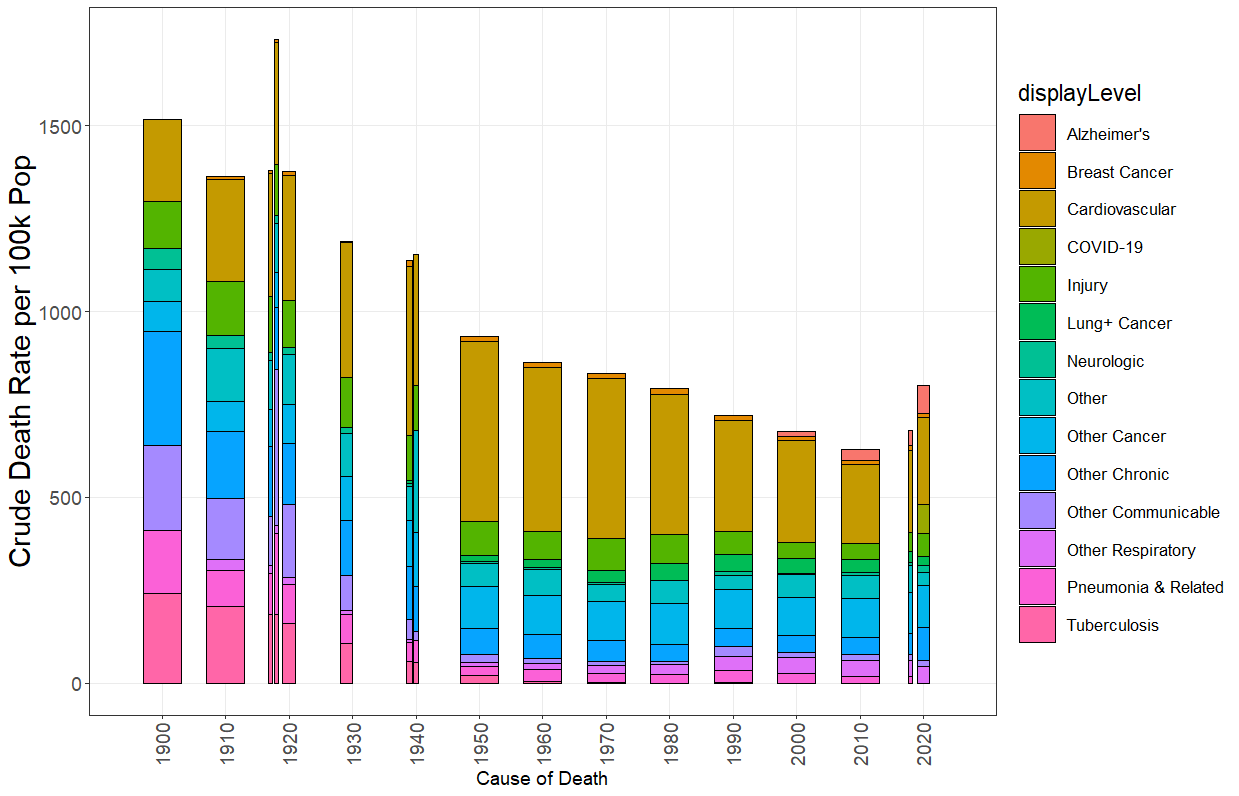 Crude Death Rate per 100k Pop
1500
1000
500
0
1900
1910
1920
1930
1940
1950
1960
1970
1980
1990
2000
2010
2020
Cause of Death
displayLevel
Alzheimer's
Breast Cancer
Cardiovascular
COVID-19
Injury
Lung+ Cancer
Neurologic
Other
Other Cancer
Other Chronic
Other Communicable
Other Respiratory
Pneumonia & Related
Tuberculosis